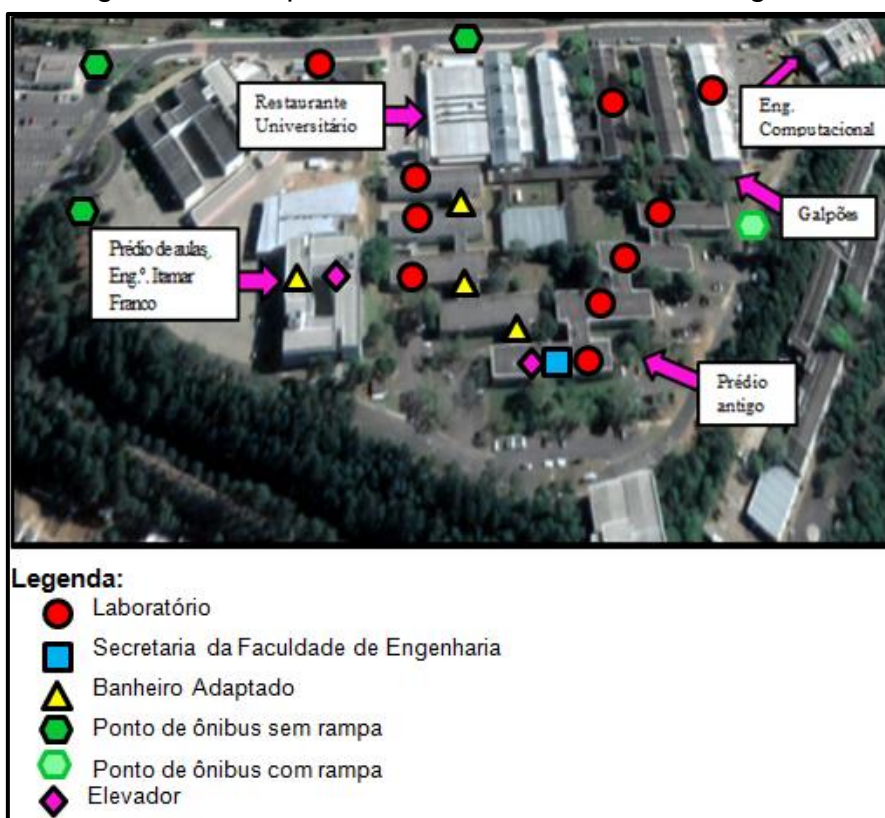 Restaurante
Universitário
Eng.
Computacional
Galpões
Prédio de aulas,
Eng.º. Itamar
Franco
Prédio
antigo
Legenda:
Laboratório
Secretaria da Faculdade de Engenharia
Banheiro Adaptado
Ponto de ônibus sem rampa
Ponto de ônibus com rampa
Elevador